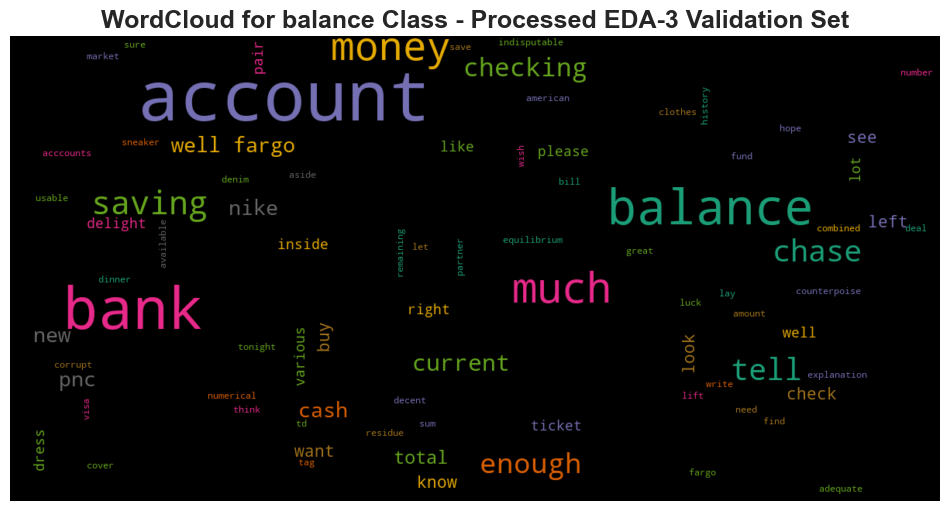 WordCloud for balance Class - Processed EDA-3 Validation Set
sure
pair
money
save
indisputable
market
checking
number
account
american
history
clothes
hope
acccounts
sneaker
well fargo
like
wish
please
fund
see
lot
denim
aside
bill
usable
saving
nike
balance
delight
left
combined
deal
available
inside
remaining
let
partner
equilibrium
great
chase
dinner
bank
much
luck
lay
counterpoise
right
amount
new
various
buy
well
tonight
look
corrupt
pnc
current
tell
explanation
visa
numerical
think
cash
decent
write
lift
check
need
td
sum
ticket
find
residue
dress
want
tag
total
enough
cover
know
fargo
adequate